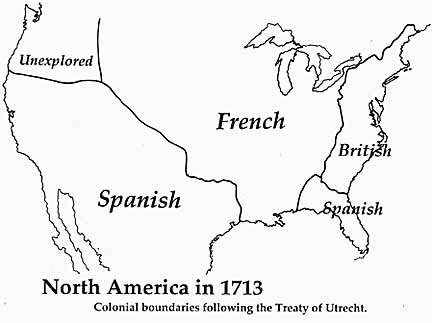 Unexplored
French
British
Spanish
Spanish
North America in 1713
Colonial boundaries following the Treaty of Utrecht.